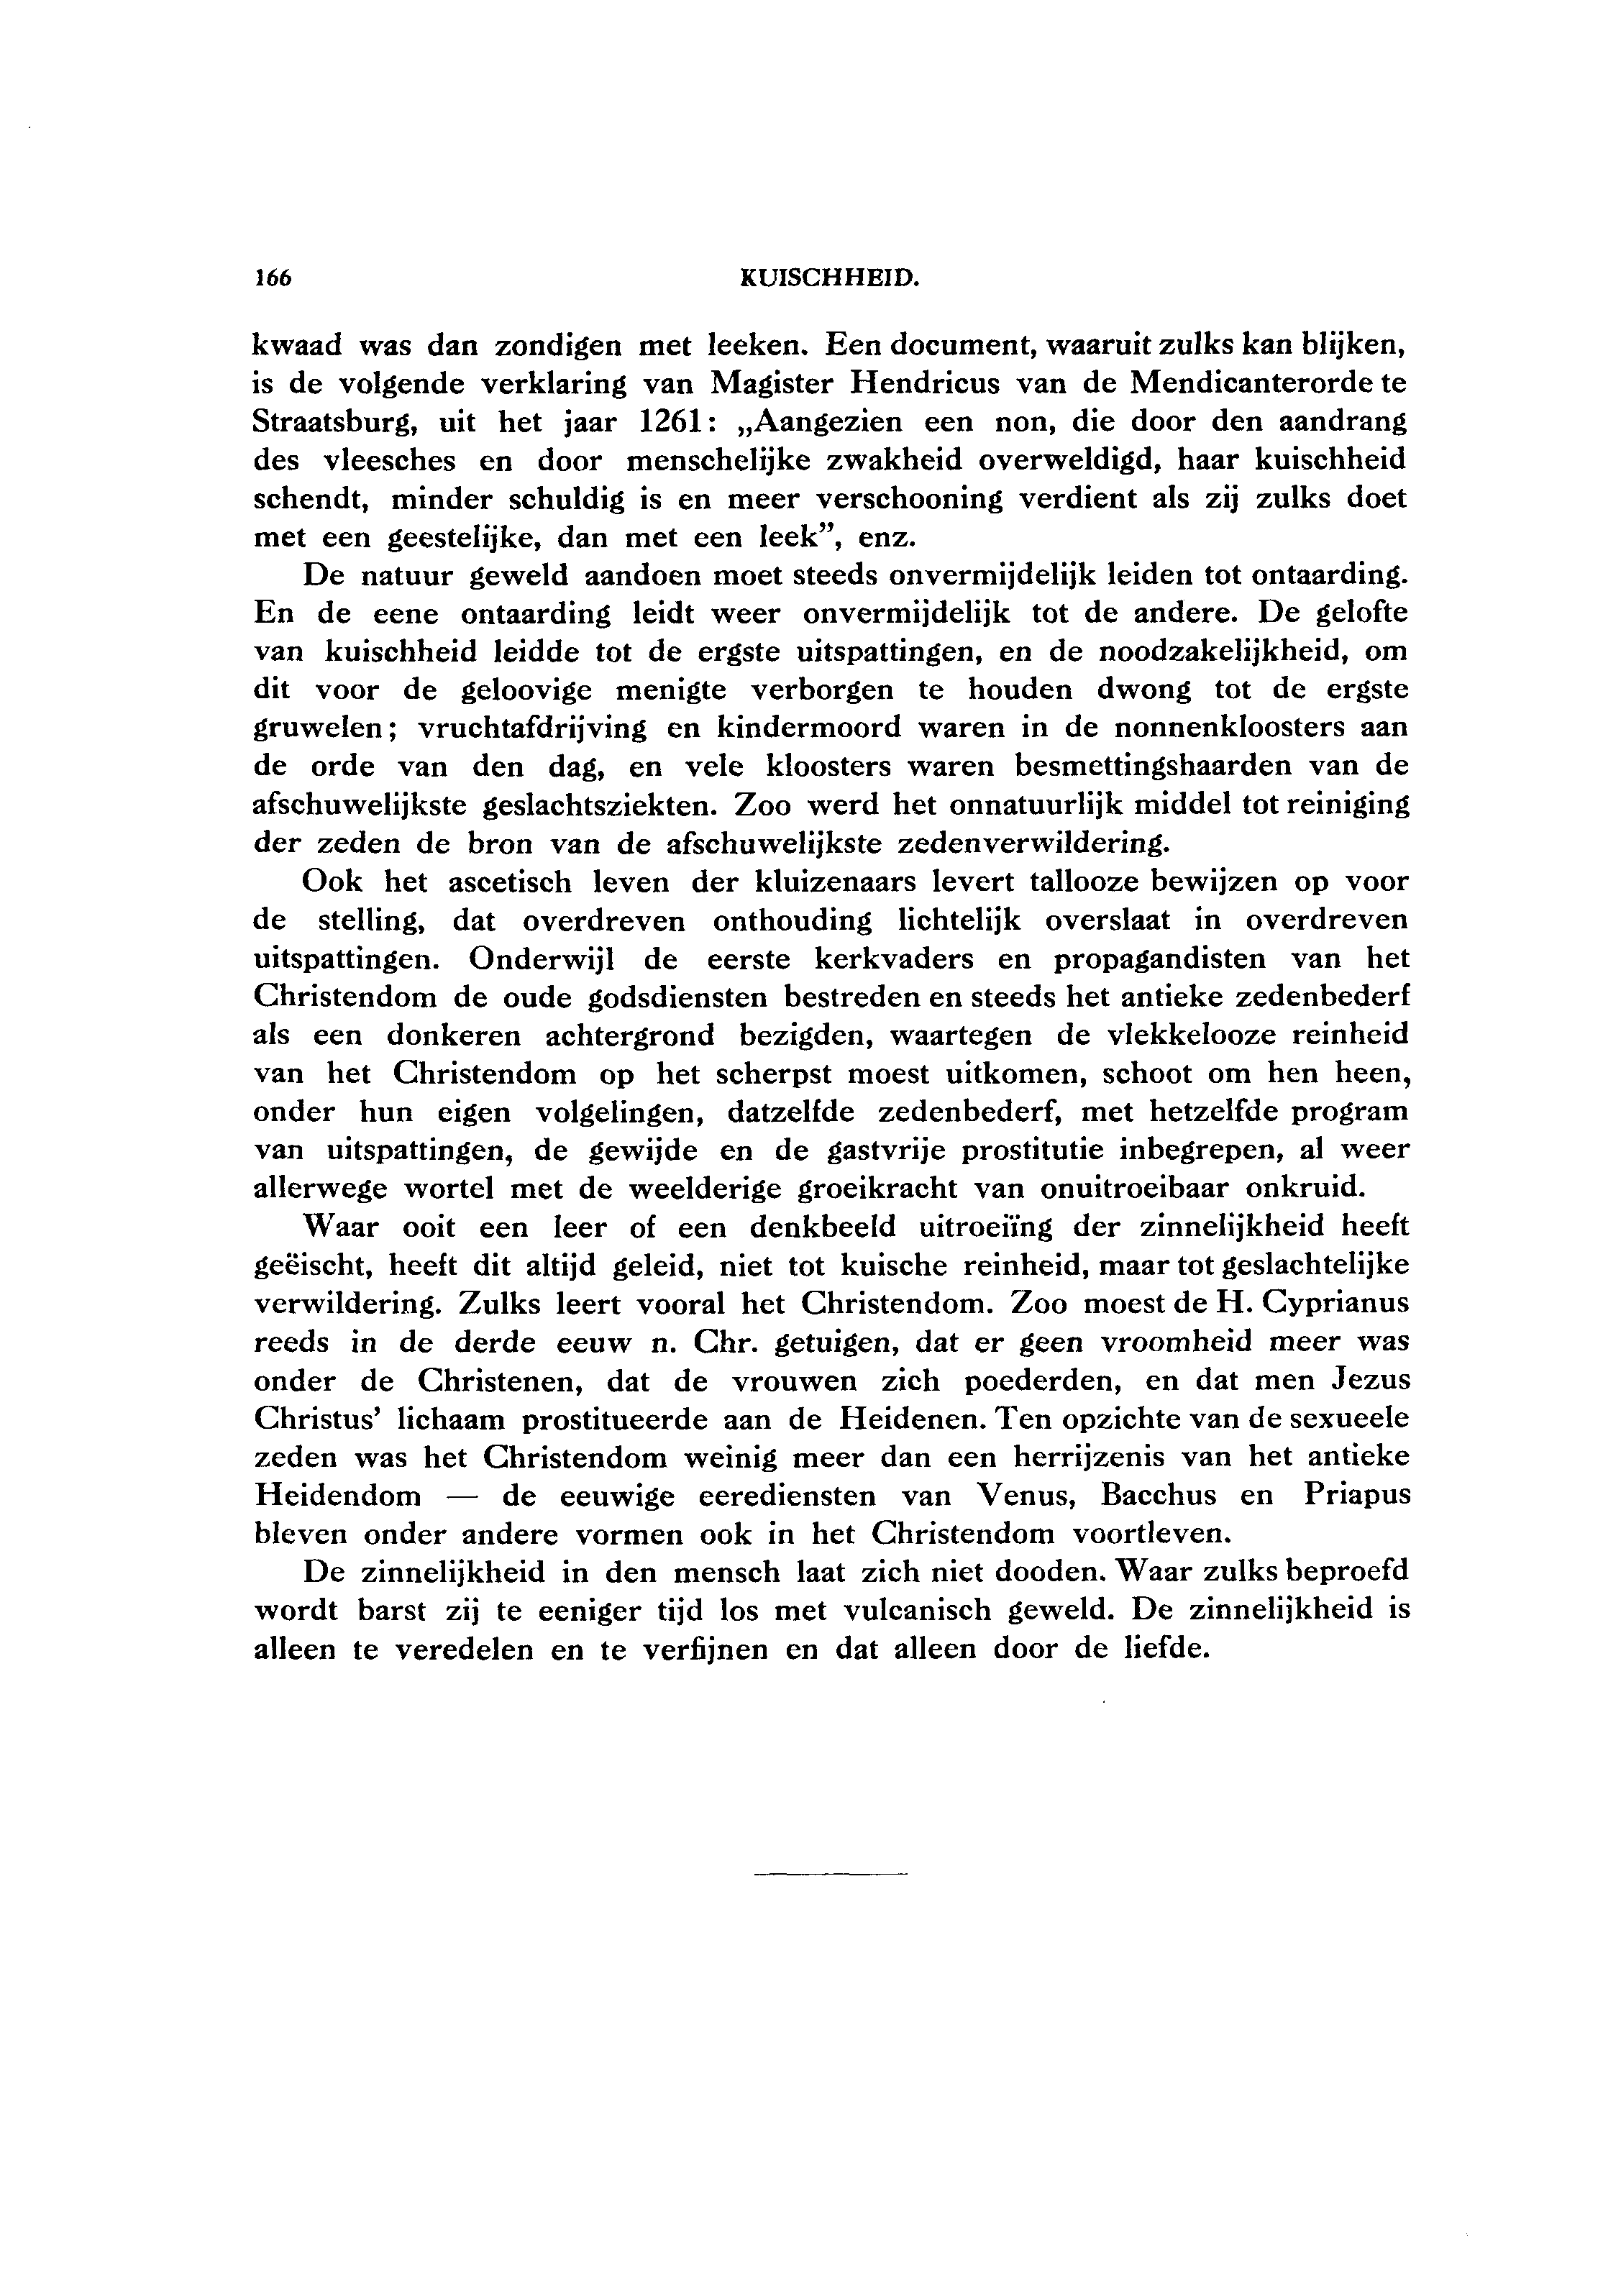 166 KUISCHHEID.
kwaad was dan zondigen met leeken. Een document, waaruit zulks kan blijken,
is de volgende verklaring van Magister Hendricus van de Mendicanterorde te
Straatsburg, uit het jaar 1261: „Aangezien een non, die door den aandrang
des vleesches en door menschelijke zwakheid overweldigd, haar kuischheid
schendt, minder schuldig is en meer verschooning verdient als zij zulks doet
met een geestelijke, dan met een leek”, enz.
De natuur geweld aandoen moet steeds onvermijdelijk leiden tot ontaarding.
En de eene ontaarding leidt weer onvermijdelijk tot de andere. De gelofte
van kuischheid leidde tot de ergste uitspattingen, en de noodzakelijkheid, om
dit voor de geloovige menigte verborgen te houden dwong tot de ergste
gruwelen; vruchtafdrijving en kindermoord waren in de nonnenkloosters aan
de orde van den dag, en vele kloosters waren besmettingshaarden van de
afschuwelijkste geslachtsziekten. Zoo werd het onnatuurlijk middel tot reiniging
der zeden de bron van de afschuwelijkste zedenverwildering.
Ook het ascetisch leven der kluizenaars levert tallooze bewijzen op voor
de stelling, dat overdreven onthouding lichtelijk overslaat in overdreven
uitspattingen. Onderwijl de eerste kerkvaders en propagandisten van het
Christendom de oude godsdiensten bestreden en steeds het antieke zedenbederf
als een donkeren achtergrond bezigden, waartegen de vlekkelooze reinheid
van het Christendom op het scherpst moest uitkomen, schoot om hen heen,
onder hun eigen volgelingen, datzelfde zedenbederf, met hetzelfde program
van uitspattingen, de gewijde en de gastvrije prostitutie inbegrepen, al weer
allerwege wortel met de weelderige groeikracht van onuitroeibaar onkruid.
Waar ooit een leer of een denkbeeld uitroeiïng der zinnelijkheid heeft
geëischt, heeft dit altijd geleid, niet tot kuische reinheid, maar tot geslachtelijke
verwildering. Zulks leert vooral het Christendom. Zoo moest de H. Cyprianus
reeds in de derde eeuw n. Chr. getuigen, dat er geen vroomheid meer was
onder de Christenen, dat de vrouwen zich poederden, en dat men Jezus
Christus’ lichaam prostitueerde aan de Heidenen. Ten opzichte van de sexueele
zeden was het Christendom weinig meer dan een herrijzenis van het antieke
Heidendom — de eeuwige eerediensten van Venus, Bacchus en Priapus
bleven onder andere vormen ook in het Christendom voortleven.
De zinnelijkheid in den mensch laat zich niet dooden. Waar zulks beproefd
wordt barst zij te eeniger tijd los met vulcanisch geweld. De zinnelijkheid is
alleen te veredelen en te verfijnen en dat alleen door de liefde.